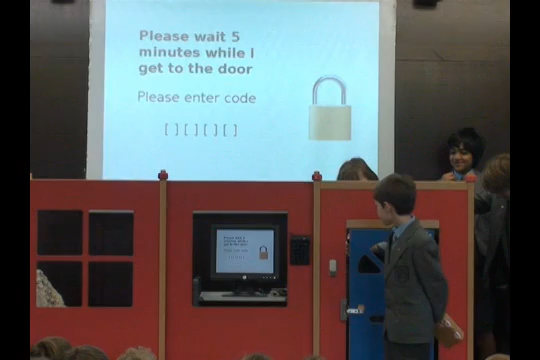 Please wait 5
minutes while I
get to the door
Please enter code
[ ] [ ] [ ] [ ]